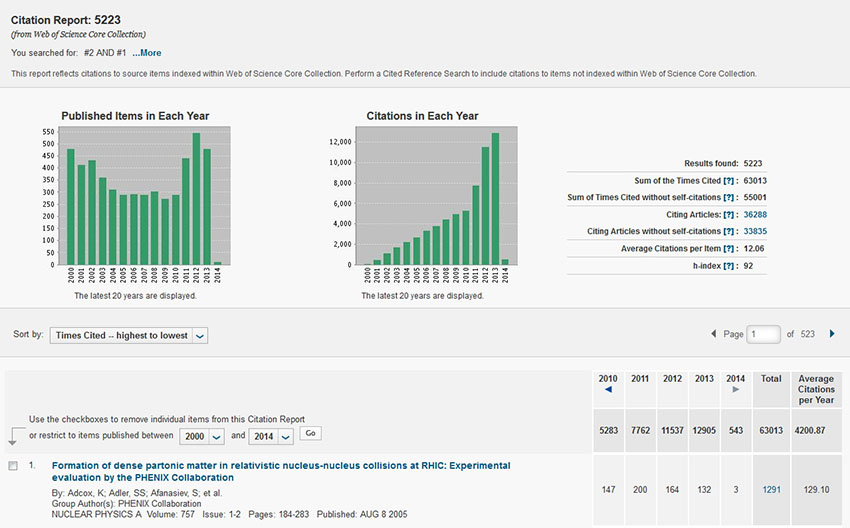 Citation Report: 5223
(from Web of Science Core Collection)
You searched for: #2 AND #1 ...More
This report reflects citations to source items indexed within Web of Science Core Collection. Perform a Cited Reference Search to include citations to items not indexed within Web of Science Core Collection.
Published Items in Each Year
550
500
450
400
350
300
250
200
150
100
50
0
2000 2001 2002 2003 2004 2005 2006 2007 2008 2009 2010 2011 2012 2013 2014
The latest 20 years are displayed.
Citations in Each Year
12,000
10,000
8,000
6,000
4,000
2,000
0
2000 2001 2002 2003 2004 2005 2006 2007 2008 2009 2010 2011 2012 2013 2014
The latest 20 years are displayed.
Results found: 5223
Sum of the Times Cited [?] : 63013
Sum of Times Cited without self-citations [?] : 55001
Citing Articles: [?] : 36288
Citing Articles without self-citations [?] : 33835
Average Citations per Item [?] : 12.06
h-index [?] : 92
Sort by: Times Cited -- highest to lowest
Page 1 of 523
2010 2011 2012 2013 2014 Total Average
Citations
per Year
Use the checkboxes to remove individual items from this Citation Report
or restrict to items published between 2000 and 2014 Go
5283 7762 11537 12905 543 63013 4200.87
1. Formation of dense partonic matter in relativistic nucleus-nucleus collisions at RHIC: Experimental
evaluation by the PHENIX Collaboration
By: Adcox, K; Adler, SS; Afanasiev, S; et al.
Group Author(s): PHENIX Collaboration
NUCLEAR PHYSICS A Volume: 757 Issue: 1-2 Pages: 184-283 Published: AUG 8 2005
147 200 164 132 3 1291 129.10